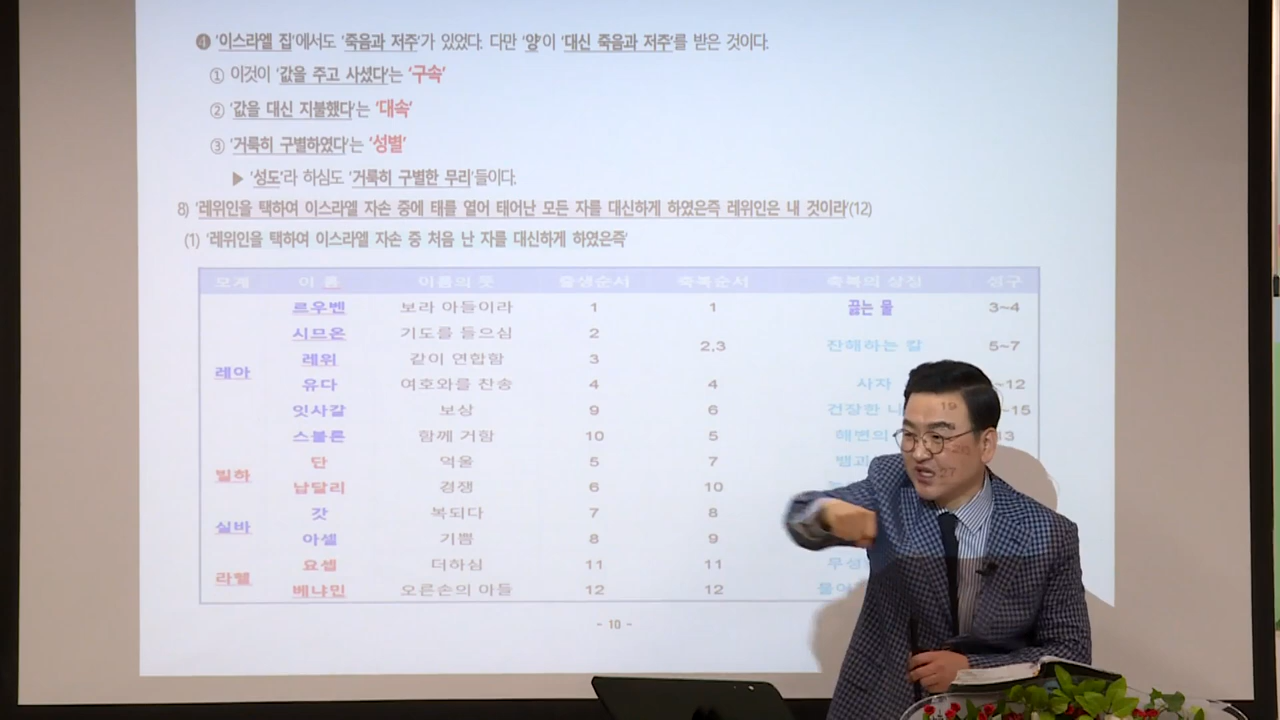 ❹ '이스라엘 집'에서도 '죽음과 저주'가 있었다. 다만 '양'이 '대신 죽음과 저주'를 받은 것이다.
① 이것이 '값을 주고 사셨다'는 '구속'
② '값을 대신 지불했다'는 '대속'
③ '거룩히 구별하였다'는 '성별'
▶ '성도'라 하심도 '거룩히 구별한 무리'들이다.
8) '레위인을 택하여 이스라엘 자손 중에 태를 열어 태어난 모든 자를 대신하게 하였은즉 레위인은 내 것이라'(12)
(1) '레위인을 택하여 이스라엘 자손 중 처음 난 자를 대신하게 하였은즉'
모계 이 름 이름의 뜻 출생순서 축복순서 축복의 상징 성구
르우벤 보라 아들이라 1 1 끓는 물 3~4
시므온 기도를 들으심 2
2,3 잔해하는 칼 5~7
레위 같이 연합함 3
레아
유다 여호와를 찬송 4 4 사자 ~12
잇사갈 보상 9 6 건장한 ~15
스불론 함께 거함 10 5 해변의 13
단 억울 5 7
빌하
납달리 경쟁 6 10
갓 복되다 7 8
실바
아셀 기쁨 8 9
요셉 더하심 11 11
라헬
베냐민 오른손의 아들 12 12
19
27
- 10 -